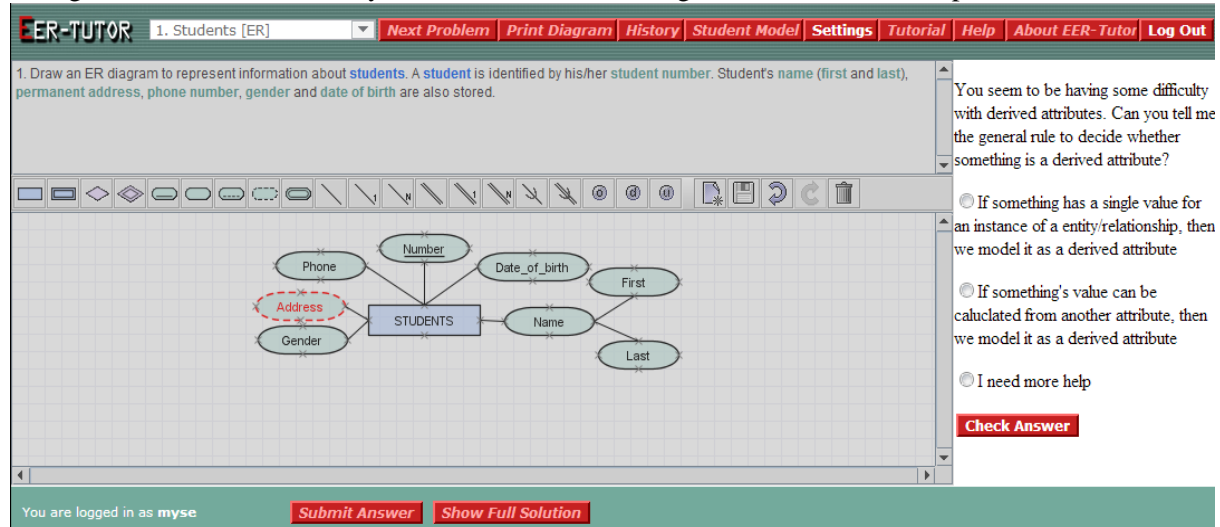 EER-TUTOR 1. Students [ER] Next Problem Print Diagram History Student Model Settings Tutorial Help About EER-Tutor Log Out
1. Draw an ER diagram to represent information about students. A student is identified by his/her student number. Student's name (first and last),
permanent address, phone number, gender and date of birth are also stored.
You seem to be having some difficulty
with derived attributes. Can you tell me
the general rule to decide whether
something is a derived attribute?
If something has a single value for
an instance of a entity/relationship, then
we model it as a derived attribute
If something's value can be
caluclated from another attribute, then
we model it as a derived attribute
I need more help
Check Answer
1 N 1 N o d u
Number
Phone
Date_of_birth
First
Address
STUDENTS
Name
Gender
Last
You are logged in as myse Submit Answer Show Full Solution